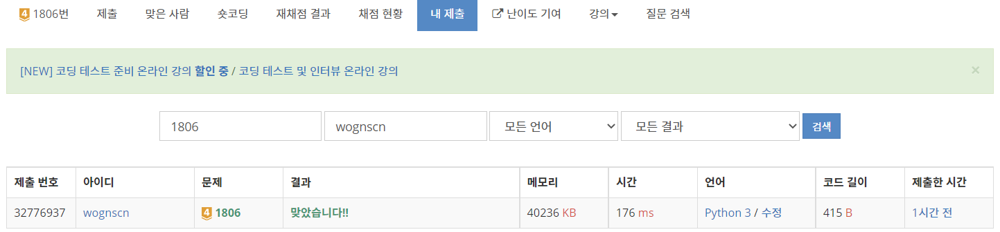 4 1806번 제출 맞은 사람 숏코딩 재채점 결과 채점 현황 내 제출 난이도 기여 강의 질문 검색
[NEW] 코딩 테스트 준비 온라인 강의 할인 중 / 코딩 테스트 및 인터뷰 온라인 강의 ×
1806 wognscn 모든 언어 모든 결과 검색
제출 번호 아이디 문제 결과 메모리 시간 언어 코드 길이 제출한 시간
32776937 wognscn 4 1806 맞았습니다!! 40236 KB 176 ms Python 3 / 수정 415 B 1시간 전